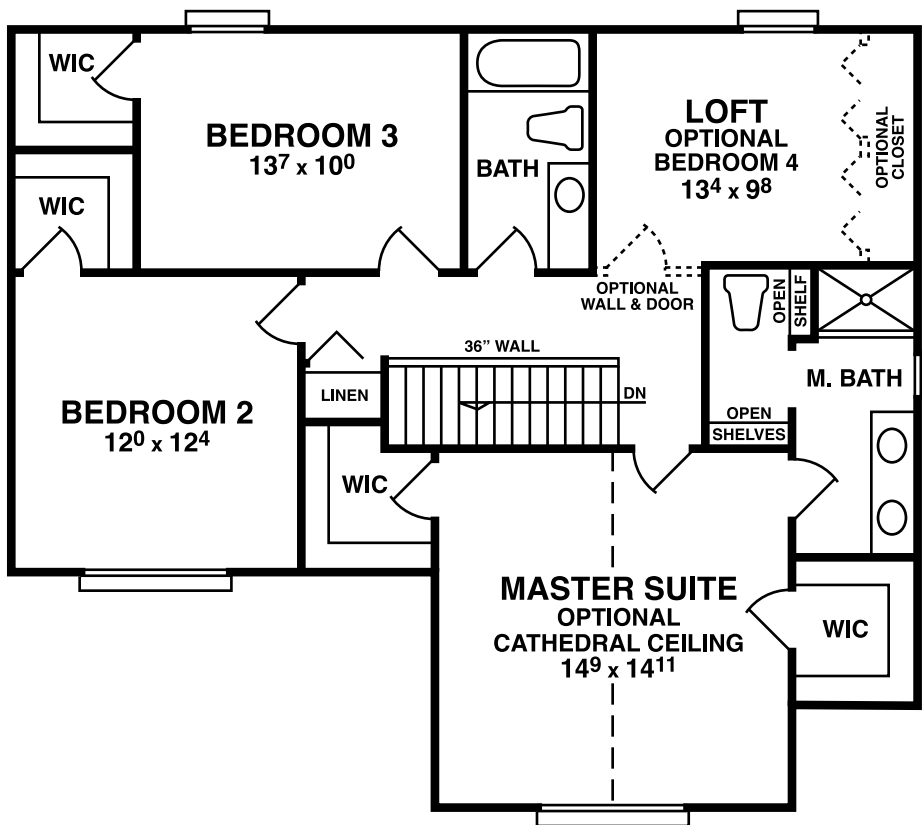 WIC
BEDROOM 3
13⁷ x 10⁰
BATH
LOFT
OPTIONAL
BEDROOM 4
13⁴ x 9⁸
OPTIONAL
CLOSET
WIC
OPTIONAL
WALL & DOOR
OPEN
SHELF
36” WALL
LINEN
DN
M. BATH
OPEN
SHELVES
BEDROOM 2
12⁰ x 12⁴
WIC
MASTER SUITE
OPTIONAL
CATHEDRAL CEILING
14⁹ x 14¹¹
WIC